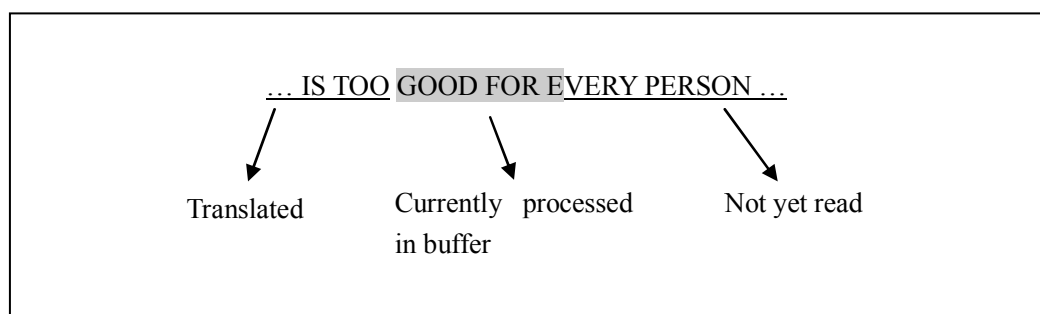 … IS TOO GOOD FOR EVERY PERSON …
Translated
Currently processed
in buffer
Not yet read